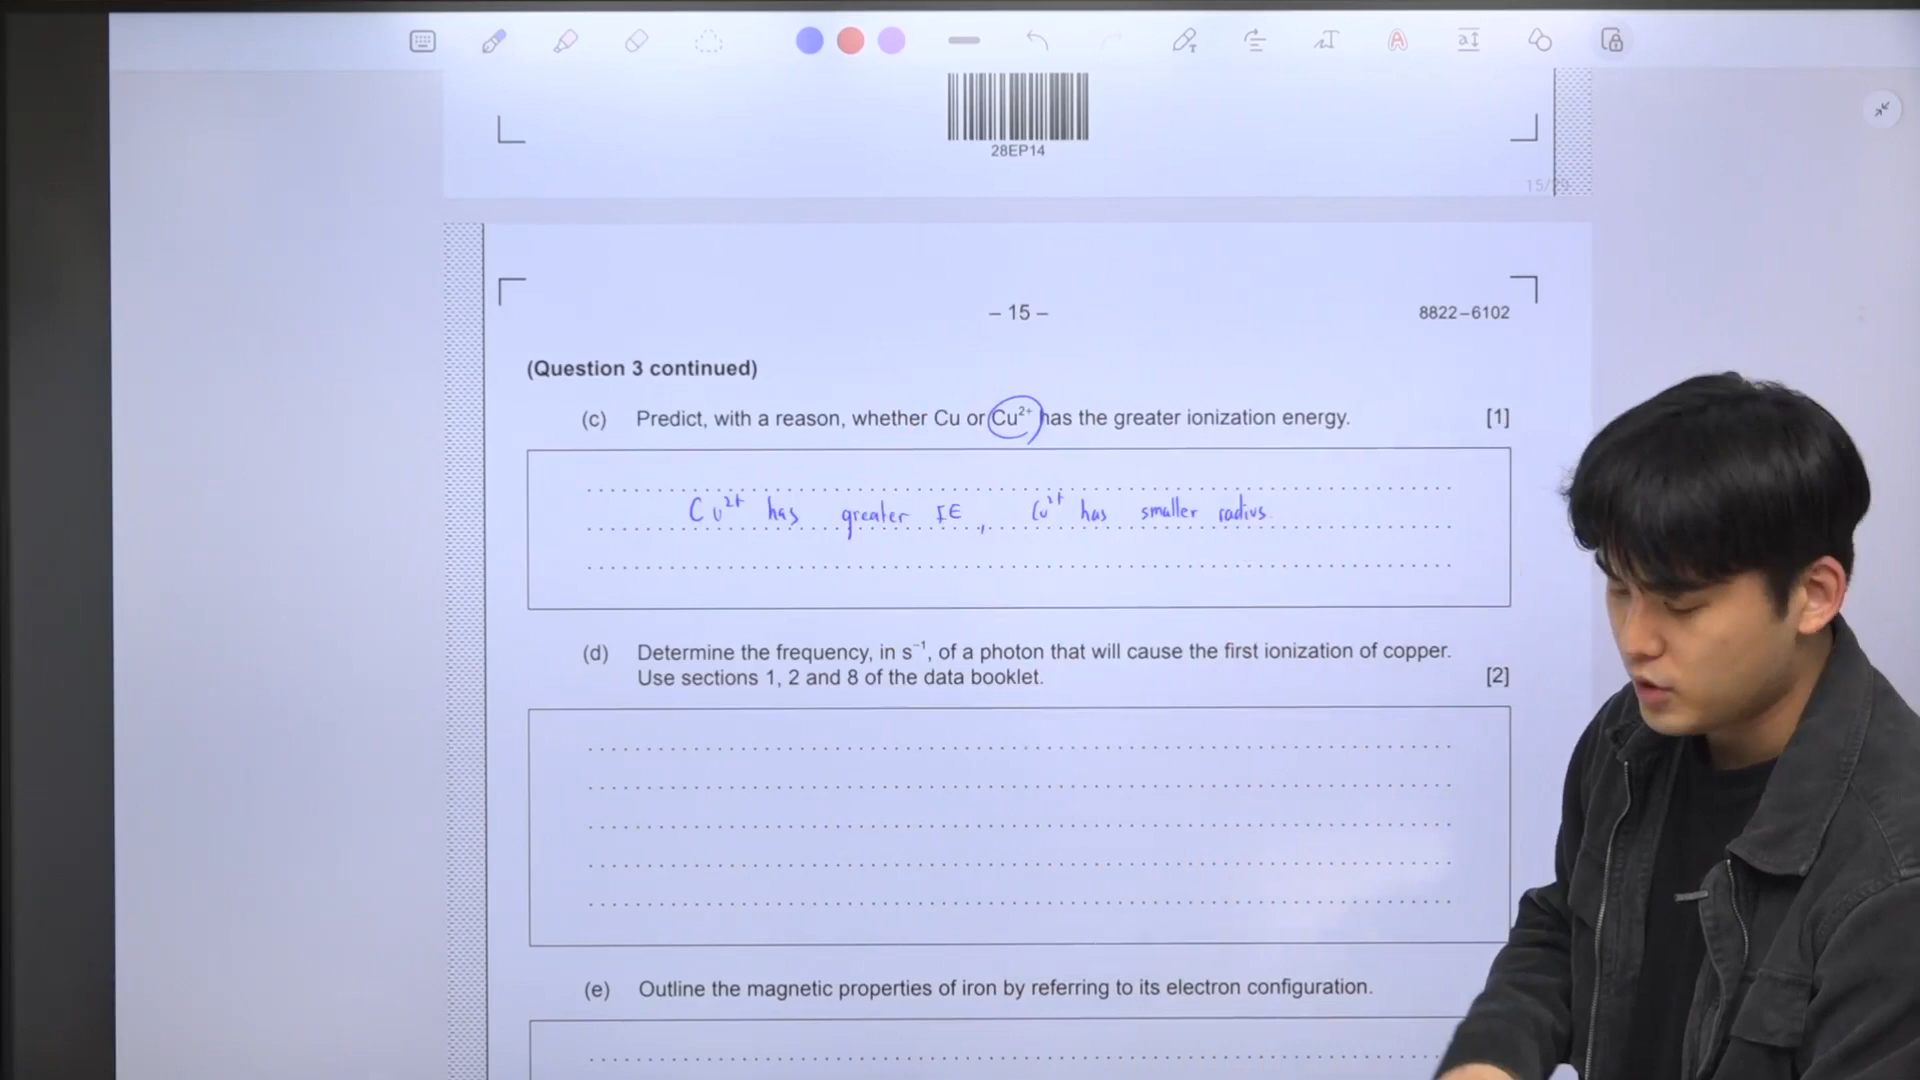 28EP14
15/29
– 15 –
8822–6102
(Question 3 continued)
(c) Predict, with a reason, whether Cu or Cu²⁺ has the greater ionization energy. [1]
Cu²⁺ has greater IE, Cu²⁺ has smaller radius.
(d) Determine the frequency, in s⁻¹, of a photon that will cause the first ionization of copper.
Use sections 1, 2 and 8 of the data booklet. [2]
(e) Outline the magnetic properties of iron by referring to its electron configuration.